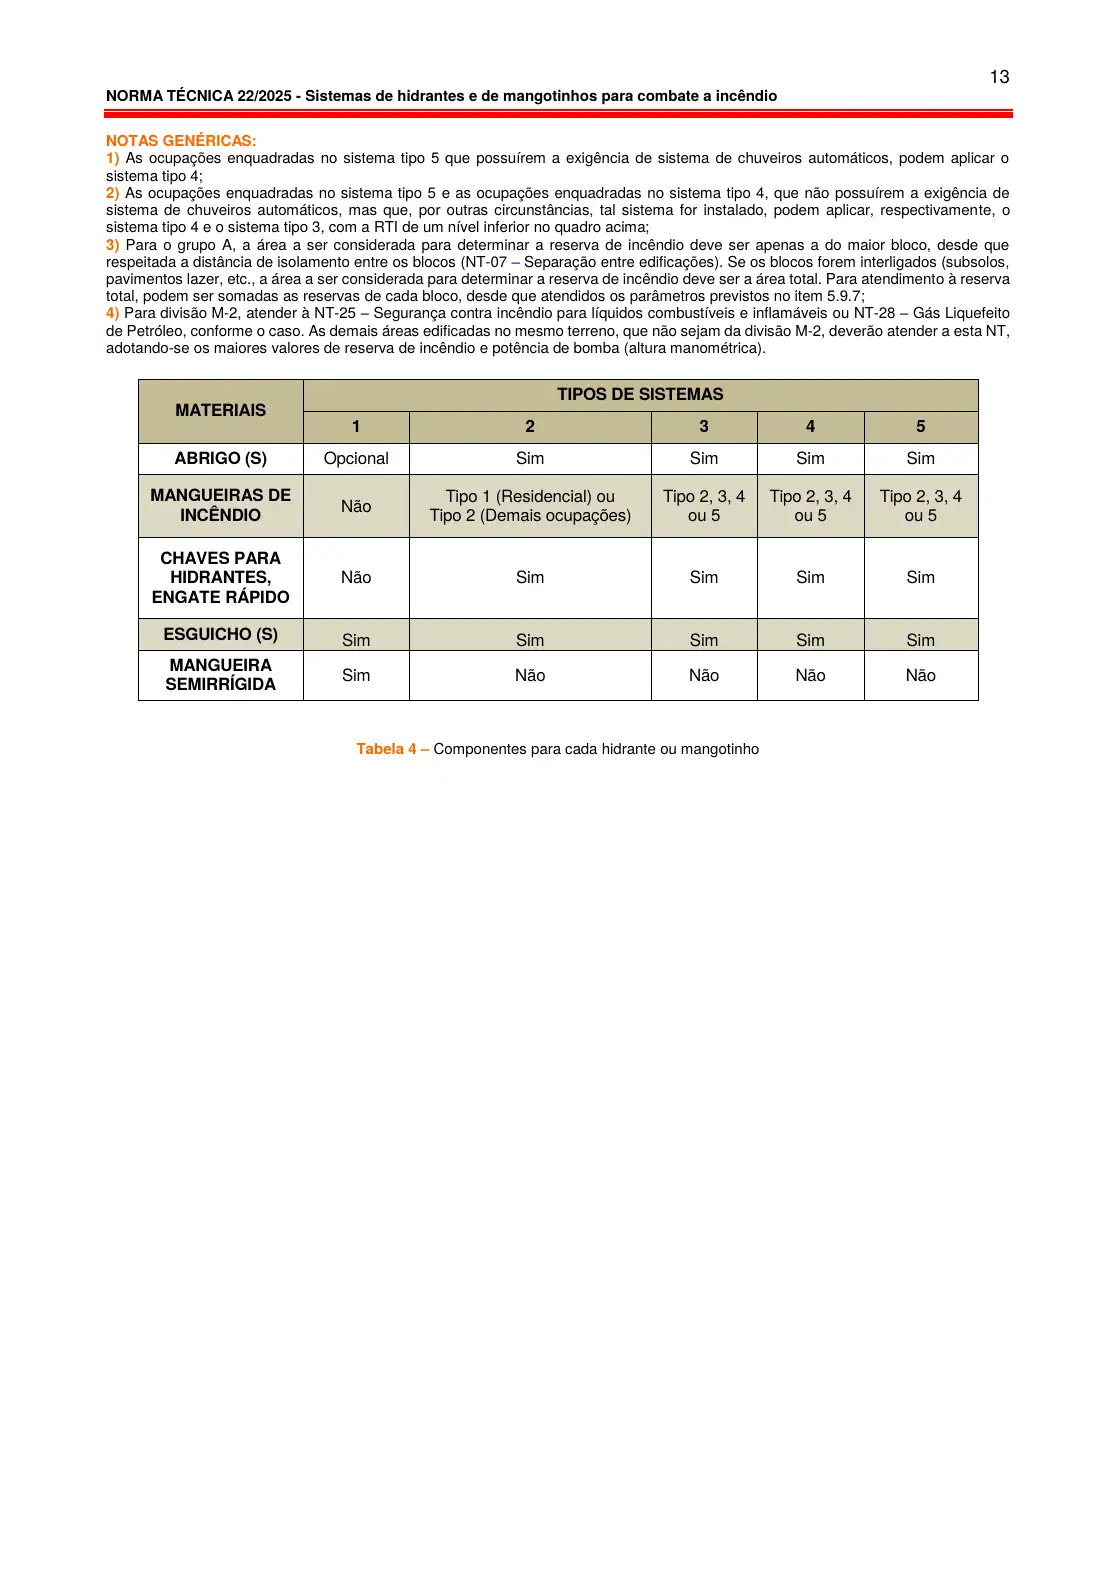 13
NORMA TÉCNICA 22/2025 - Sistemas de hidrantes e de mangotinhos para combate a incêndio
NOTAS GENÉRICAS:
1) As ocupações enquadradas no sistema tipo 5 que possuírem a exigência de sistema de chuveiros automáticos, podem aplicar o
sistema tipo 4;
2) As ocupações enquadradas no sistema tipo 5 e as ocupações enquadradas no sistema tipo 4, que não possuírem a exigência de
sistema de chuveiros automáticos, mas que, por outras circunstâncias, tal sistema for instalado, podem aplicar, respectivamente, o
sistema tipo 4 e o sistema tipo 3, com a RTI de um nível inferior no quadro acima;
3) Para o grupo A, a área a ser considerada para determinar a reserva de incêndio deve ser apenas a do maior bloco, desde que
respeitada a distância de isolamento entre os blocos (NT-07 – Separação entre edificações). Se os blocos forem interligados (subsolos,
pavimentos lazer, etc., a área a ser considerada para determinar a reserva de incêndio deve ser a área total. Para atendimento à reserva
total, podem ser somadas as reservas de cada bloco, desde que atendidos os parâmetros previstos no item 5.9.7;
4) Para divisão M-2, atender à NT-25 – Segurança contra incêndio para líquidos combustíveis e inflamáveis ou NT-28 – Gás Liquefeito
de Petróleo, conforme o caso. As demais áreas edificadas no mesmo terreno, que não sejam da divisão M-2, deverão atender a esta NT,
adotando-se os maiores valores de reserva de incêndio e potência de bomba (altura manométrica).
MATERIAIS
TIPOS DE SISTEMAS
1 2 3 4 5
ABRIGO (S) Opcional Sim Sim Sim Sim
MANGUEIRAS DE
INCÊNDIO
Não
Tipo 1 (Residencial) ou
Tipo 2 (Demais ocupações)
Tipo 2, 3, 4
ou 5
Tipo 2, 3, 4
ou 5
Tipo 2, 3, 4
ou 5
CHAVES PARA
HIDRANTES,
ENGATE RÁPIDO
Não Sim Sim Sim Sim
ESGUICHO (S) Sim Sim Sim Sim Sim
MANGUEIRA
SEMIRRÍGIDA
Sim Não Não Não Não
Tabela 4 – Componentes para cada hidrante ou mangotinho